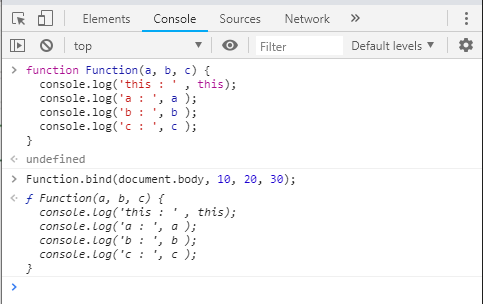 Elements Console Sources Network »
top ▼ Filter Default levels ▼
> function Function(a, b, c) {
console.log('this : ' , this);
console.log('a : ', a );
console.log('b : ', b );
console.log('c : ', c );
}
undefined
> Function.bind(document.body, 10, 20, 30);
ƒ Function(a, b, c) {
console.log('this : ' , this);
console.log('a : ', a );
console.log('b : ', b );
console.log('c : ', c );
}
>